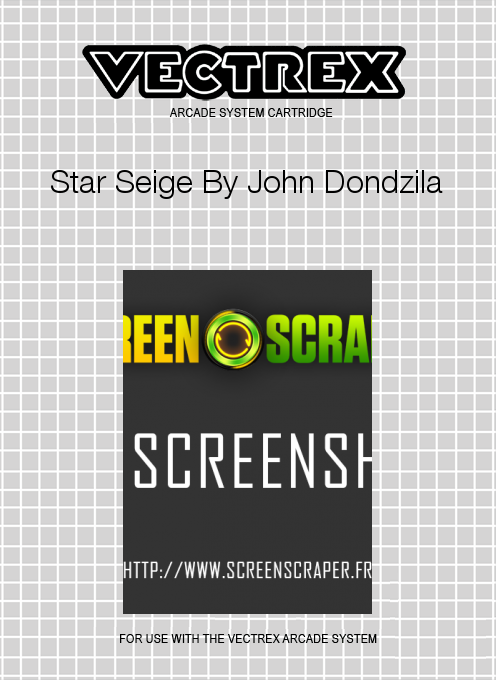 VECTREX
ARCADE SYSTEM CARTRIDGE
Star Seige By John Dondzila
REEN SCRA
SCREENSH
HTTP://WWW.SCREENSCRAPER.FR
FOR USE WITH THE VECTREX ARCADE SYSTEM